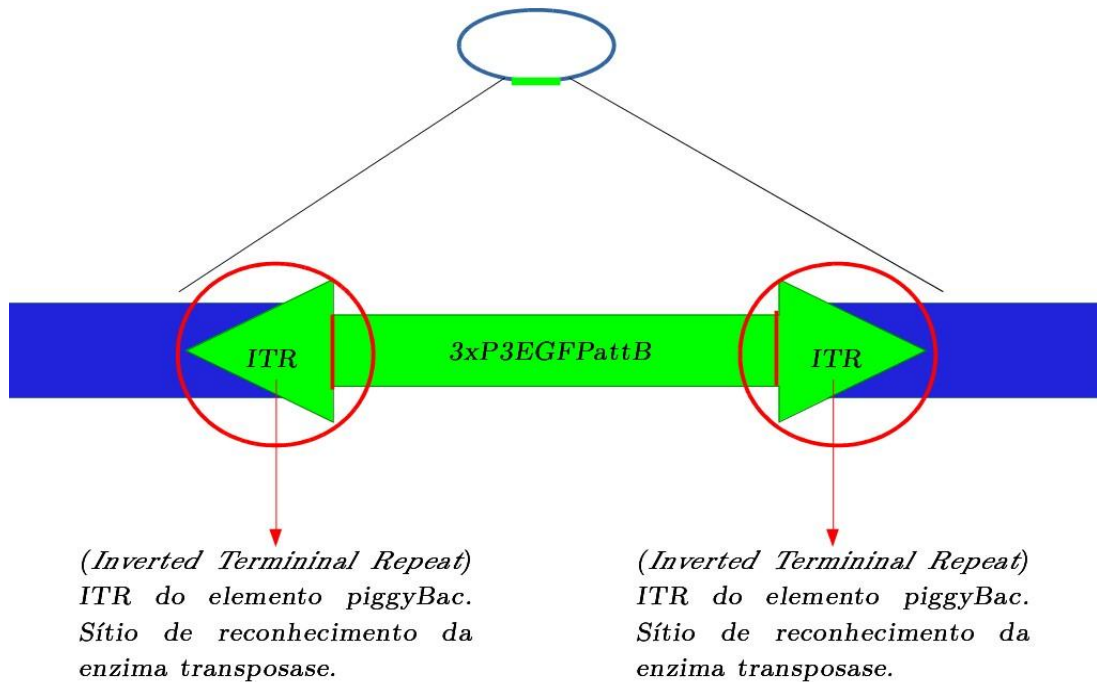 ITR
3xP3EGFPattB
ITR
(Inverted Termininal Repeat)
ITR do elemento piggyBac.
Sítio de reconhecimento da
enzima transposase.
(Inverted Termininal Repeat)
ITR do elemento piggyBac.
Sítio de reconhecimento da
enzima transposase.